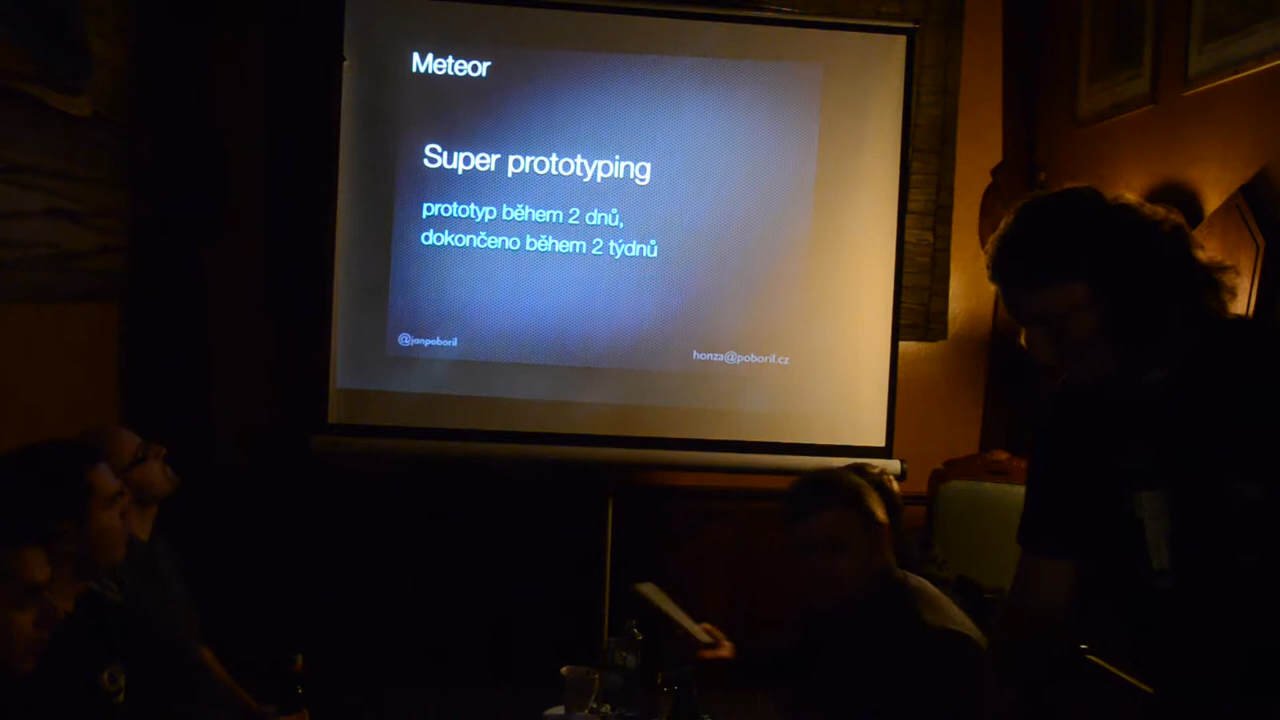 Meteor
Super prototyping
prototyp během 2 dnů,
dokončeno během 2 týdnů
@janpoboril
honza@poboril.cz